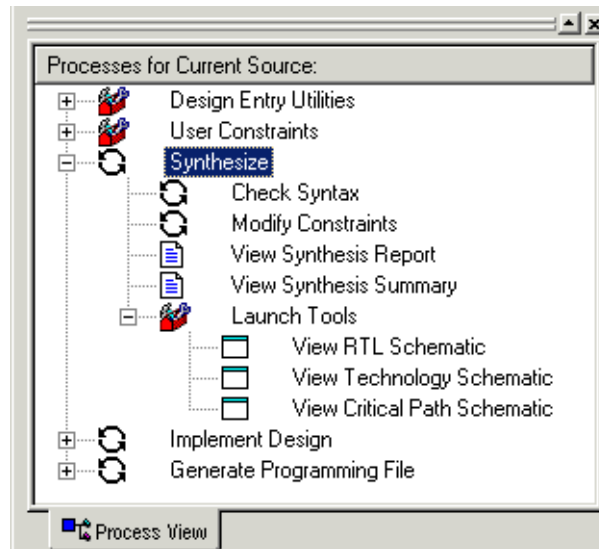 Processes for Current Source:
Design Entry Utilities
User Constraints
Synthesize
Check Syntax
Modify Constraints
View Synthesis Report
View Synthesis Summary
Launch Tools
View RTL Schematic
View Technology Schematic
View Critical Path Schematic
Implement Design
Generate Programming File
Process View